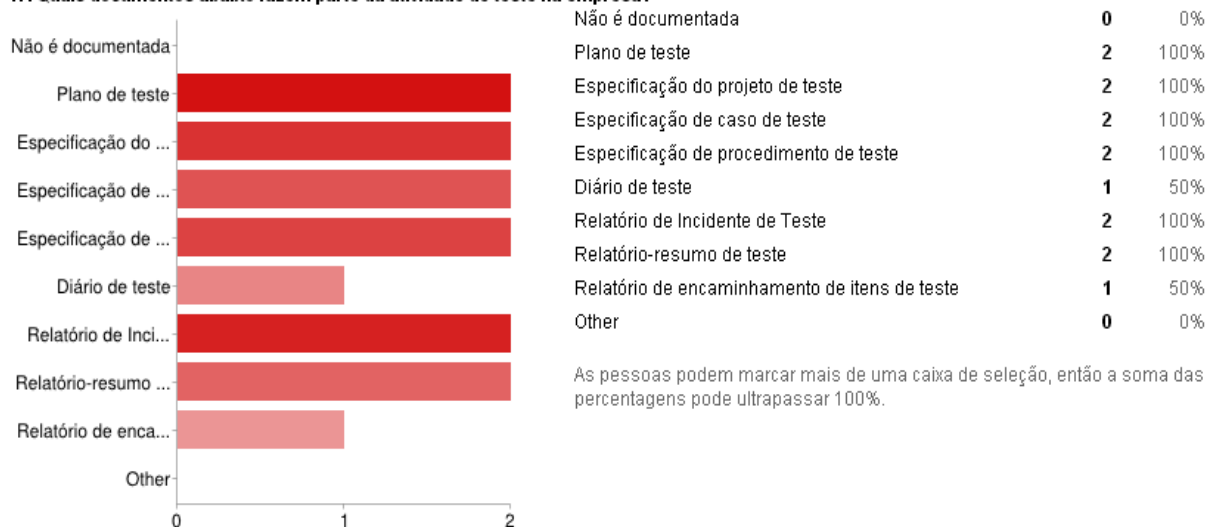 Não é documentada
Plano de teste
Especificação do ...
Especificação de ...
Especificação de ...
Diário de teste
Relatório de Inci...
Relatório-resumo ...
Relatório de enca...
Other
0 1 2
Não é documentada 0 0%
Plano de teste 2 100%
Especificação do projeto de teste 2 100%
Especificação de caso de teste 2 100%
Especificação de procedimento de teste 2 100%
Diário de teste 1 50%
Relatório de Incidente de Teste 2 100%
Relatório-resumo de teste 2 100%
Relatório de encaminhamento de itens de teste 1 50%
Other 0 0%
As pessoas podem marcar mais de uma caixa de seleção, então a soma das
percentagens pode ultrapassar 100%.